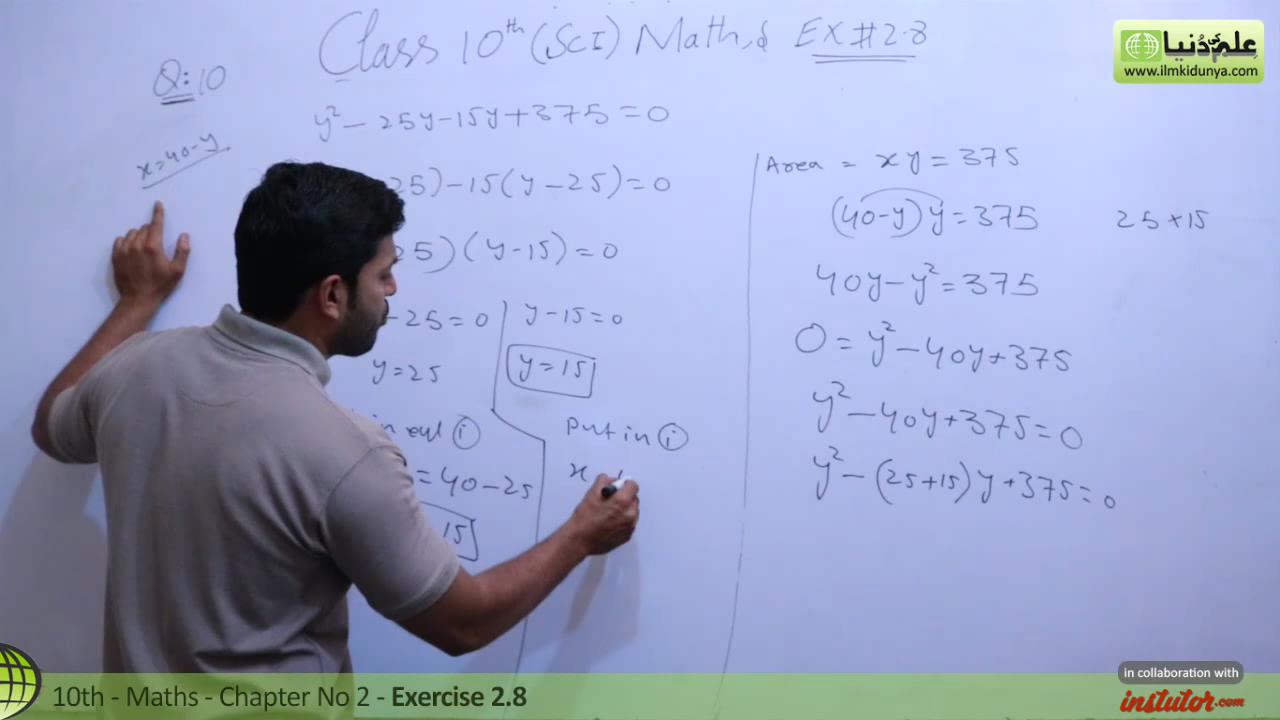 Class 10th (SCI) Math, EX#2.8
Q:10
x=40-y
y²-25y-15y+375=0
25)-15(y-25)=0
25)(y-15)=0
-25=0
y=25
eq1 (i)
=40-25
15
y-15=0
y=15
Put in (i)
x
Area = xy=375
(40-y)y=375
25+15
40y-y²=375
0=y²-40y+375
y²-40y+375=0
y²-(25+15)y+375=0
علم کی دُنیا
www.ilmkidunya.com
10th - Maths - Chapter No 2 - Exercise 2.8
in collaboration with
instutor.com